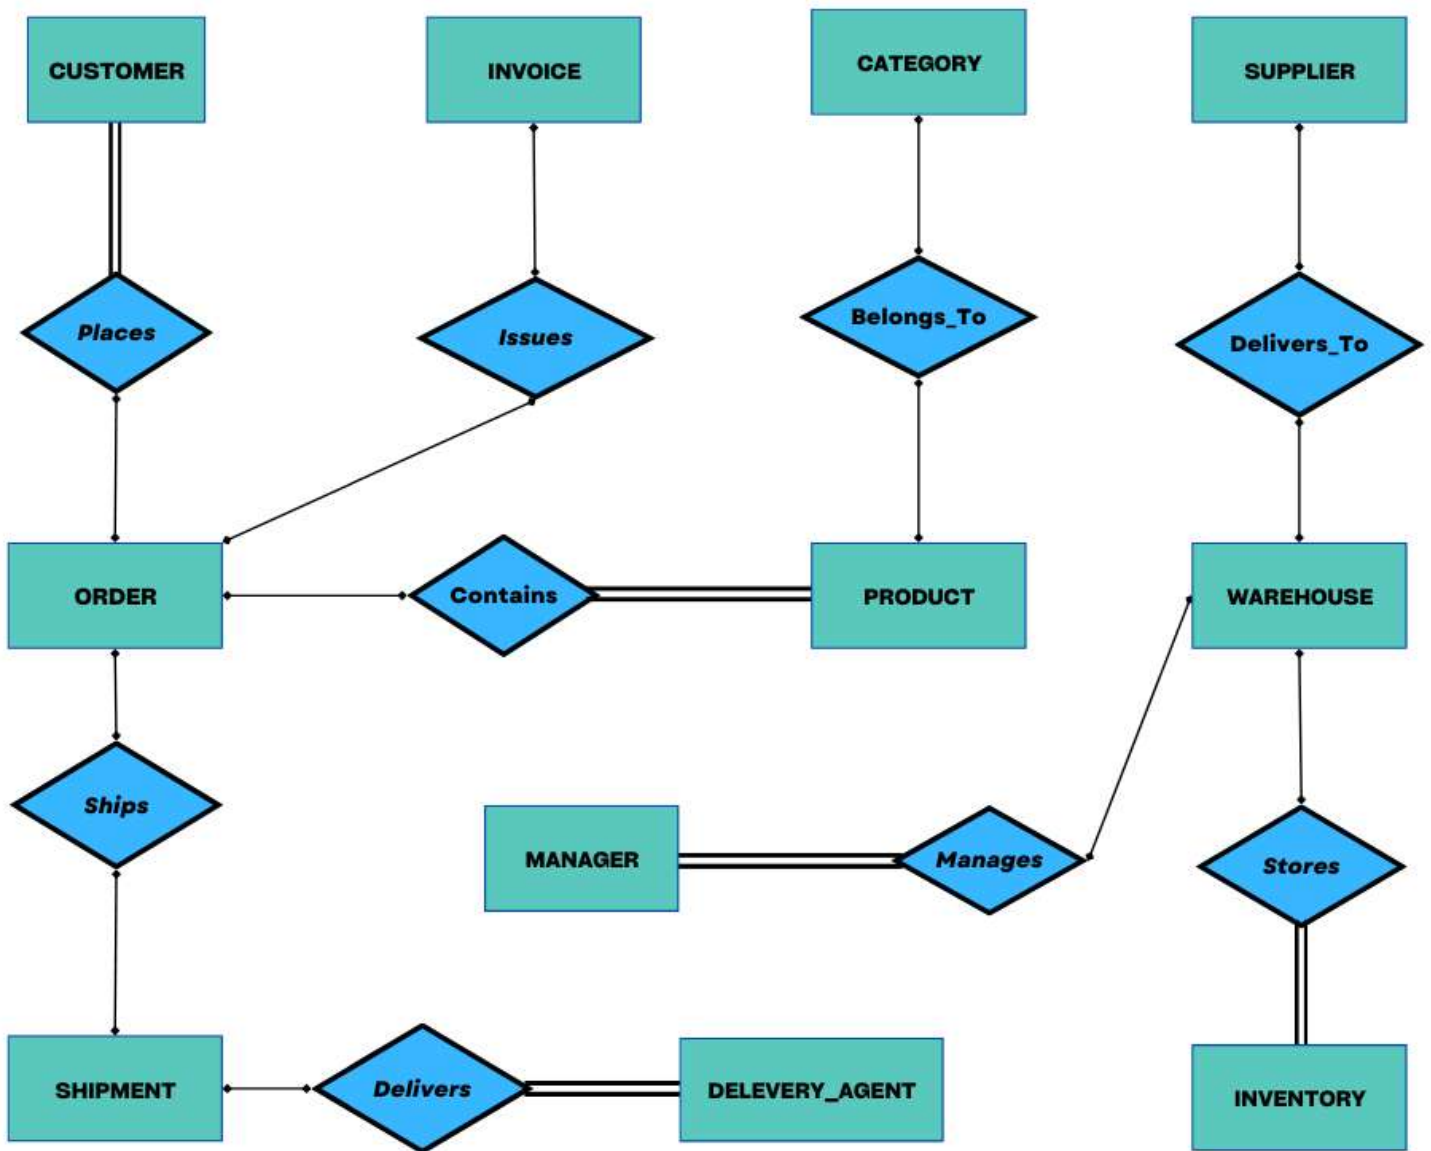 CUSTOMER
INVOICE
CATEGORY
SUPPLIER
Places
Issues
Belongs_To
Delivers_To
ORDER
Contains
PRODUCT
WAREHOUSE
Ships
MANAGER
Manages
Stores
SHIPMENT
Delivers
DELEVERY_AGENT
INVENTORY